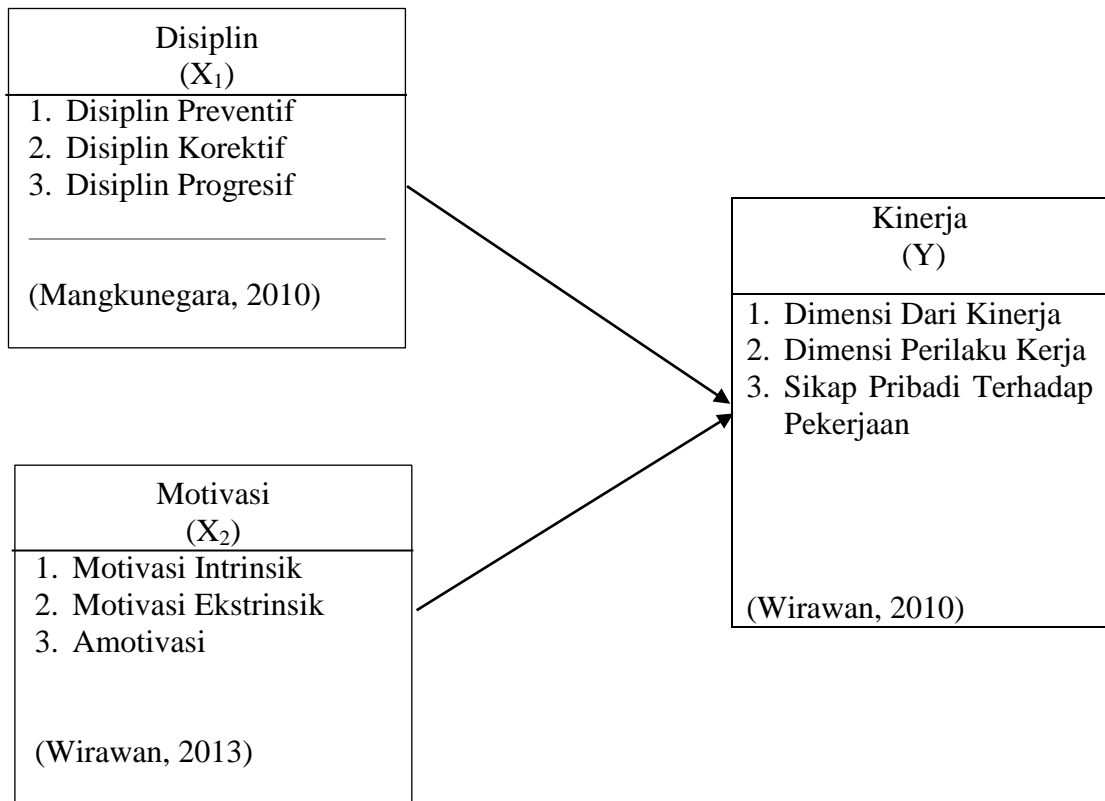 Disiplin
(X₁)
1. Disiplin Preventif
2. Disiplin Korektif
3. Disiplin Progresif
(Mangkunegara, 2010)
Motivasi
(X₂)
1. Motivasi Intrinsik
2. Motivasi Ekstrinsik
3. Amotivasi
(Wirawan, 2013)
Kinerja
(Y)
1. Dimensi Dari Kinerja
2. Dimensi Perilaku Kerja
3. Sikap Pribadi Terhadap
Pekerjaan
(Wirawan, 2010)